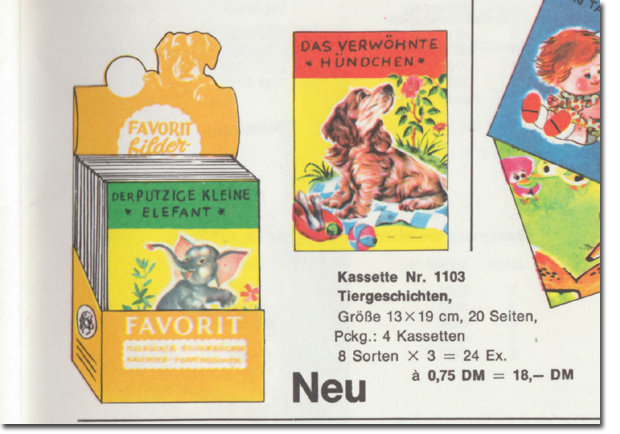 FAVORIT
Bilder-
DER PUTZIGE KLEINE
* ELEFANT *
FAVORIT
DAS VERWÖHNTE
* HÜNDCHEN *
Kassette Nr. 1103
Tiergeschichten,
Größe 13×19 cm, 20 Seiten,
Pckg.: 4 Kassetten
8 Sorten × 3 = 24 Ex.
à 0,75 DM = 18,— DM
Neu